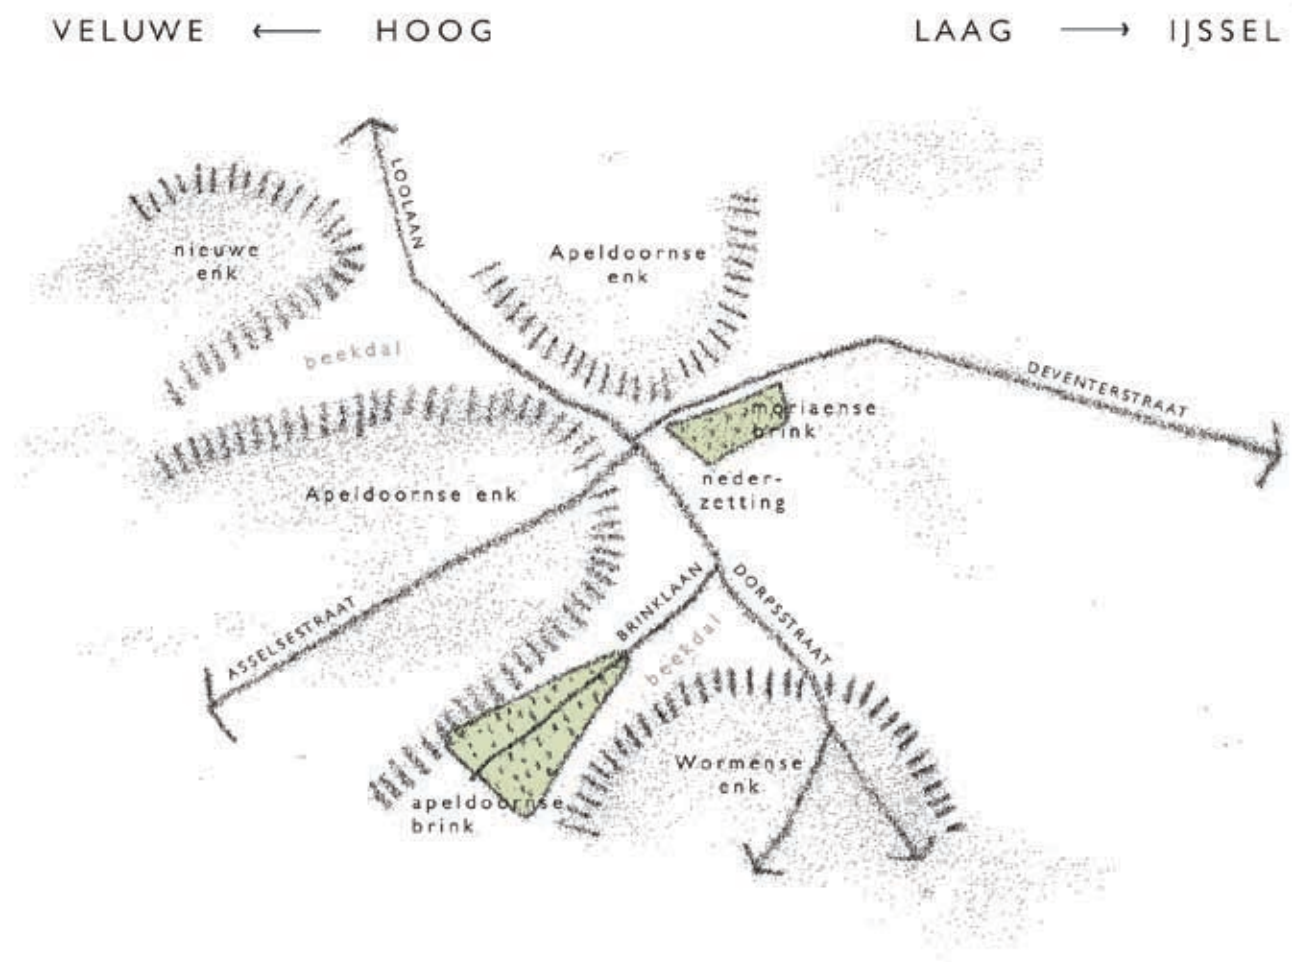 VELUWE ← HOOG
LAAG → IJSSEL
LOOLAAN
nieuwe
enk
Apeldoornse
enk
beekdal
DEVENTERSTRAAT
moriaense
brink
neder-
zetting
Apeldoornse enk
ASSELSESTRAAT
BRINKLAAN
DORPSSTRAAT
beekdal
Wormense
enk
apeldoornse
brink